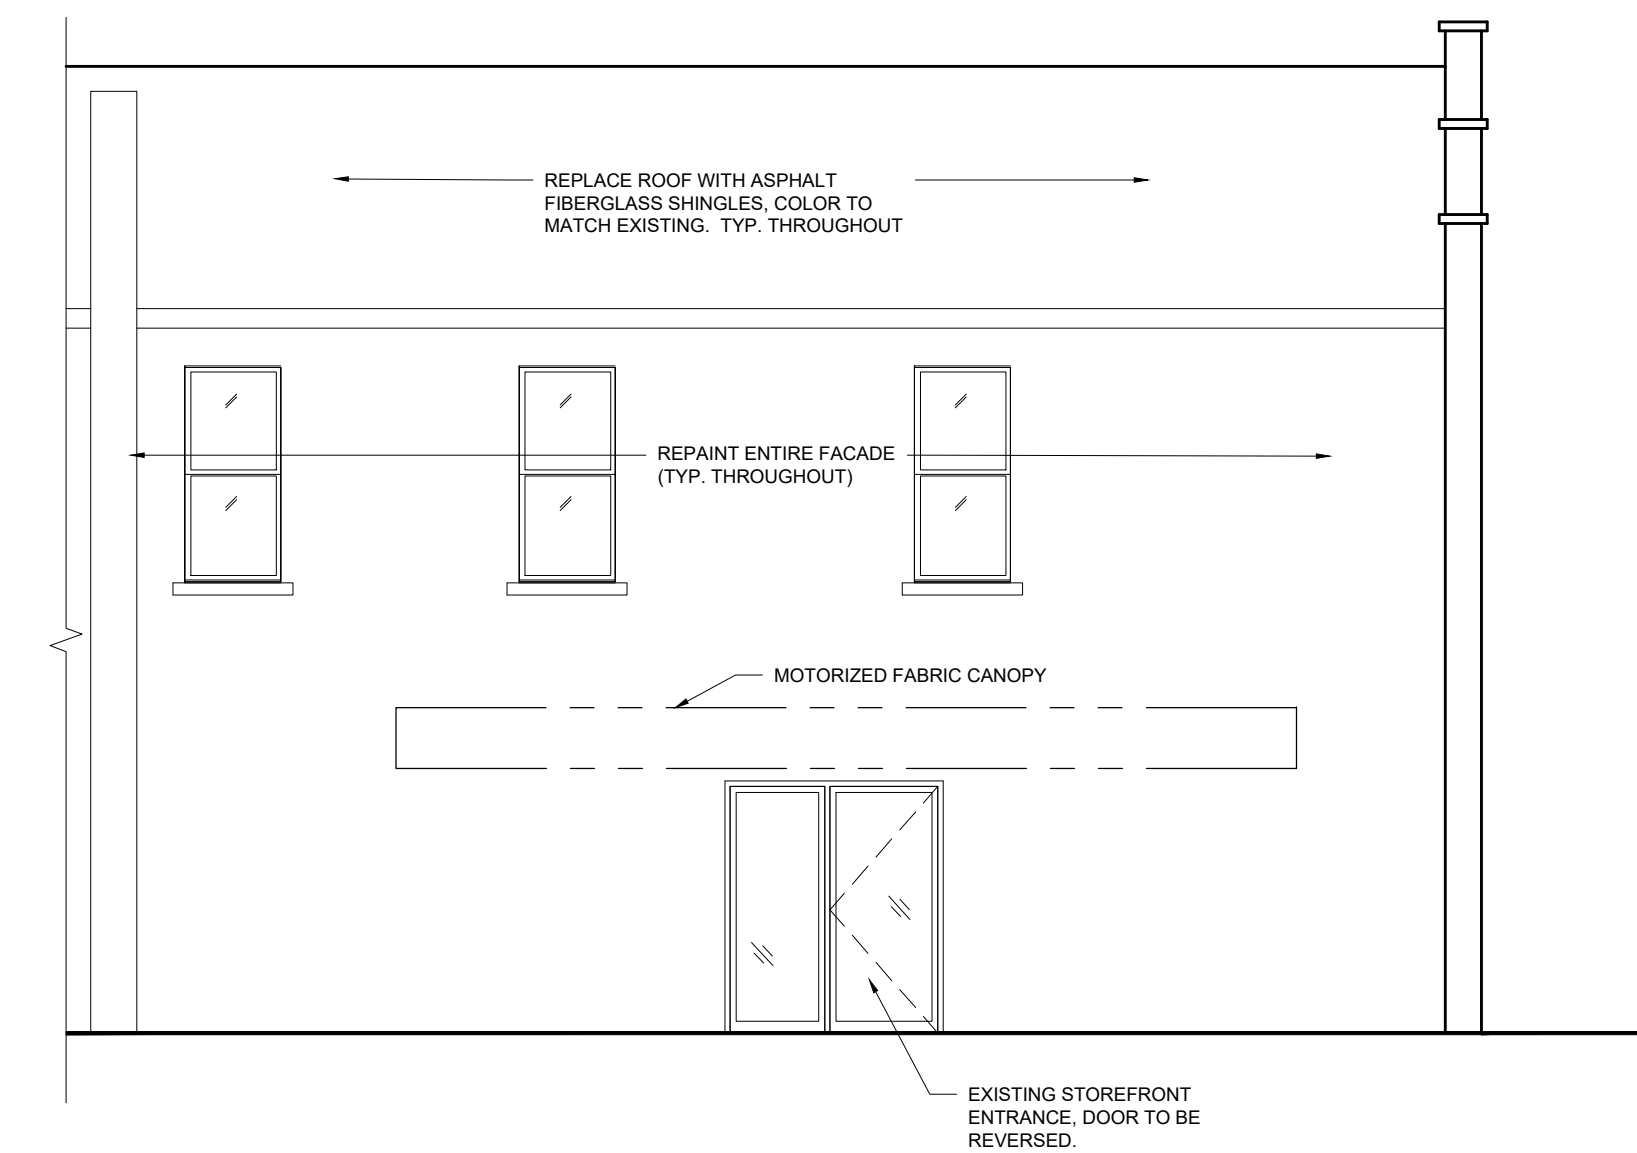 REPLACE ROOF WITH ASPHALT
FIBERGLASS SHINGLES, COLOR TO
MATCH EXISTING.  TYP. THROUGHOUT
REPAINT ENTIRE FACADE
(TYP. THROUGHOUT)
MOTORIZED FABRIC CANOPY
EXISTING STOREFRONT
ENTRANCE, DOOR TO BE
REVERSED.